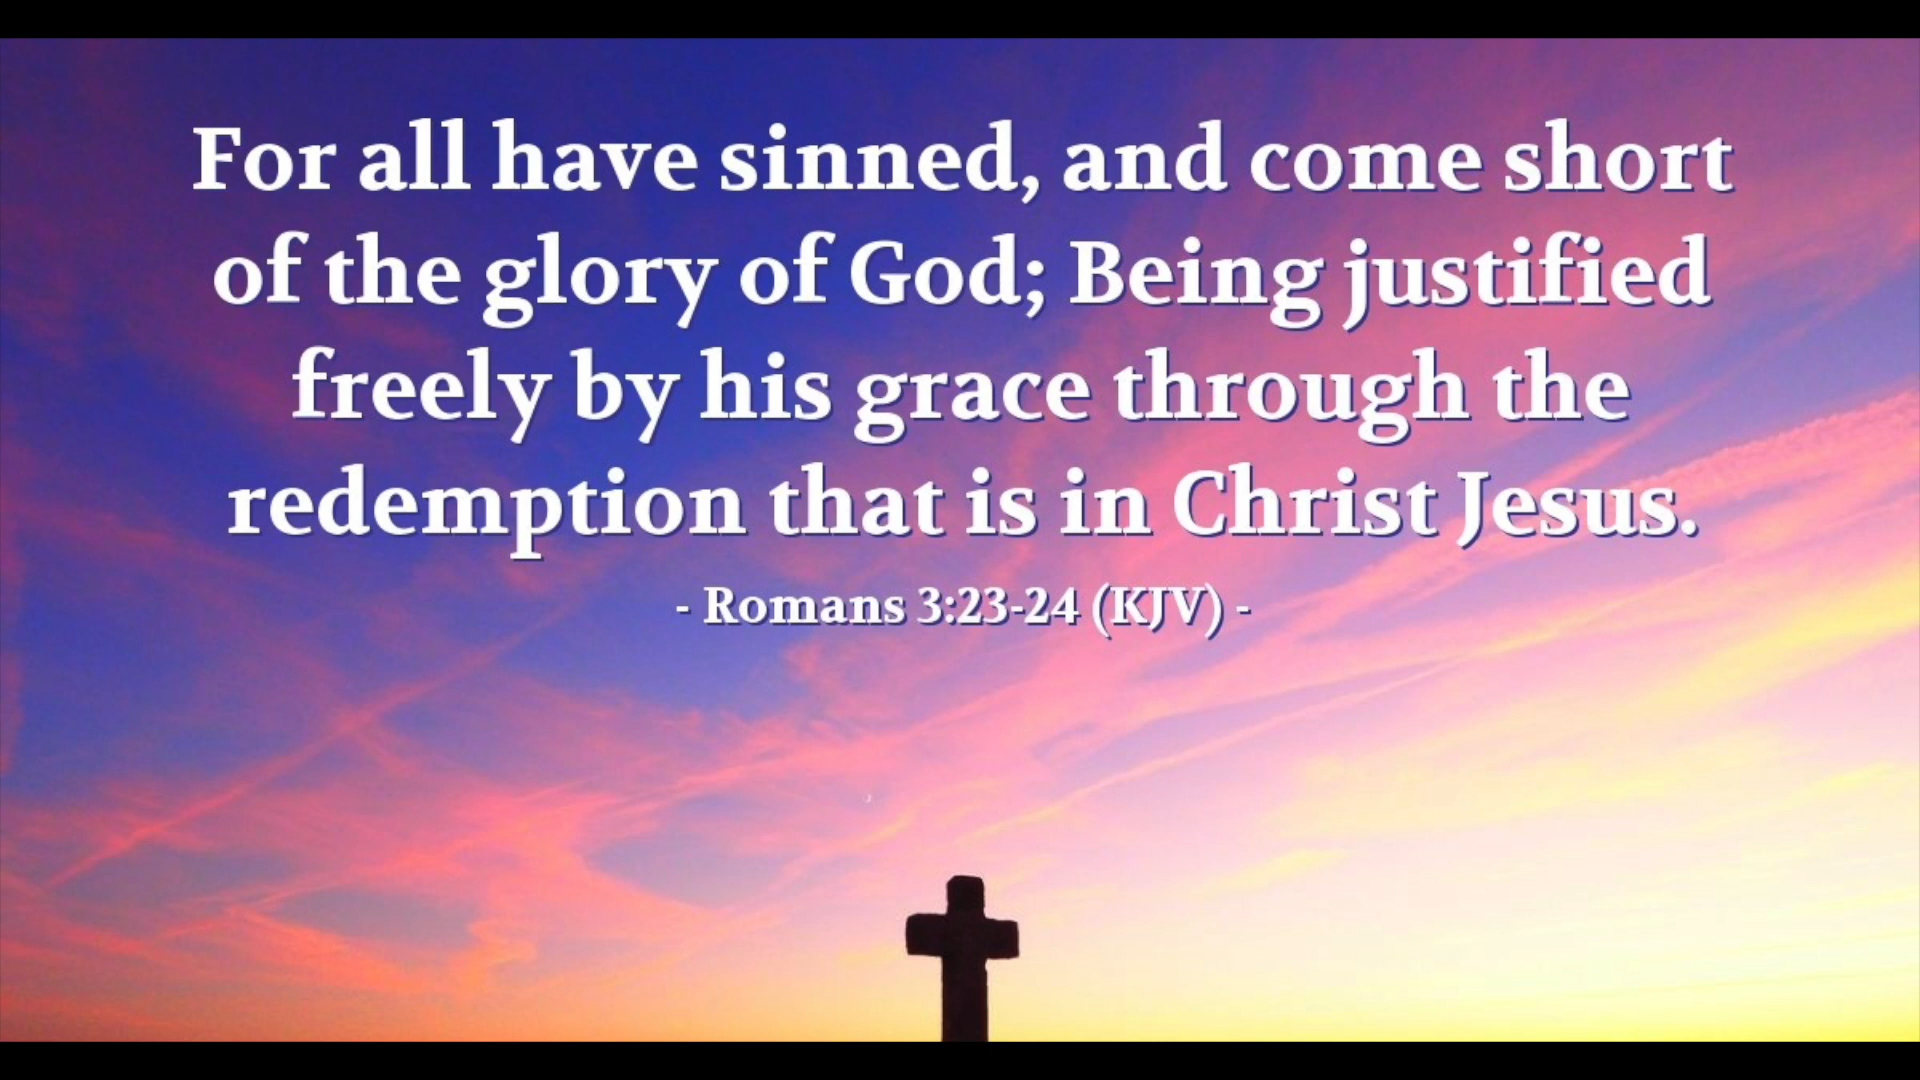 For all have sinned, and come short
of the glory of God; Being justified
freely by his grace through the
redemption that is in Christ Jesus.
- Romans 3:23-24 (KJV) -